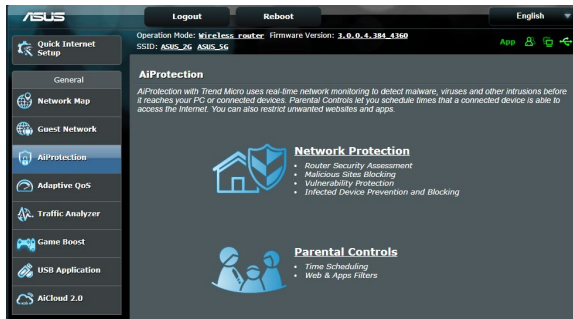 ASUS
Logout
Reboot
English
Quick Internet Setup
Operation Mode: Wireless router Firmware Version: 3.0.0.4.384_4360
SSID: ASUS_2G ASUS_5G
App
General
Network Map
Guest Network
AiProtection
Adaptive QoS
Traffic Analyzer
Game Boost
USB Application
AiCloud 2.0
AiProtection
AiProtection with Trend Micro uses real-time network monitoring to detect malware, viruses and other intrusions before
it reaches your PC or connected devices. Parental Controls let you schedule times that a connected device is able to
access the Internet. You can also restrict unwanted websites and apps.
Network Protection
• Router Security Assessment
• Malicious Sites Blocking
• Vulnerability Protection
• Infected Device Prevention and Blocking
Parental Controls
• Time Scheduling
• Web & Apps Filters